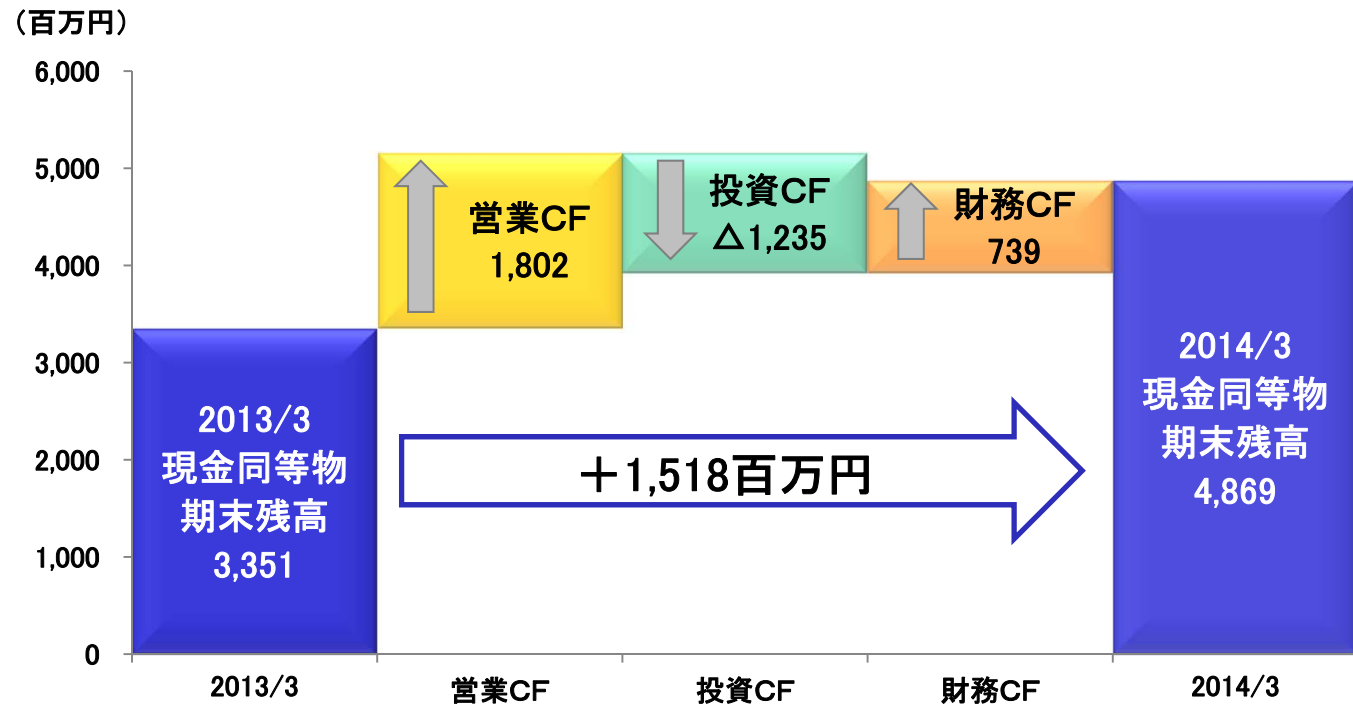 （百万円）
6,000
5,000
4,000
3,000
2,000
1,000
0
営業CF
1,802
投資CF
△1,235
財務CF
739
2013/3
現金同等物
期末残高
3,351
＋1,518百万円
2014/3
現金同等物
期末残高
4,869
2013/3
営業CF
投資CF
財務CF
2014/3